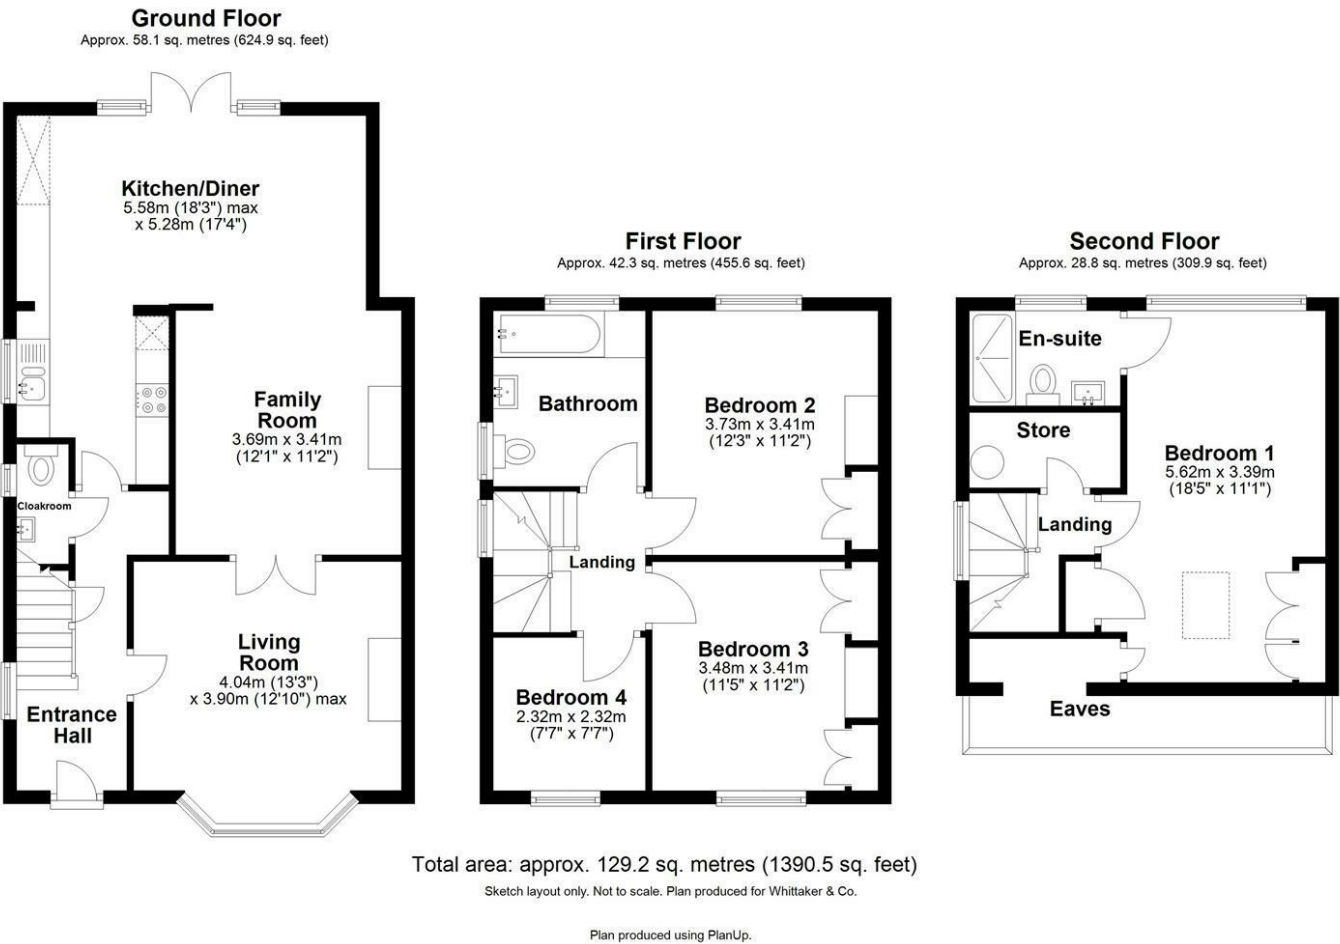 Ground Floor
Approx. 58.1 sq. metres (624.9 sq. feet)
Kitchen/Diner
5.58m (18'3") max
x 5.28m (17'4")
Family
Room
3.69m x 3.41m
(12'1" x 11'2")
Cloakroom
Living
Room
4.04m (13'3")
x 3.90m (12'10") max
Entrance
Hall
First Floor
Approx. 42.3 sq. metres (455.6 sq. feet)
Bathroom
Bedroom 2
3.73m x 3.41m
(12'3" x 11'2")
Landing
Bedroom 3
3.48m x 3.41m
(11'5" x 11'2")
Bedroom 4
2.32m x 2.32m
(7'7" x 7'7")
Second Floor
Approx. 28.8 sq. metres (309.9 sq. feet)
En-suite
Store
Bedroom 1
5.62m x 3.39m
(18'5" x 11'1")
Landing
Eaves
Total area: approx. 129.2 sq. metres (1390.5 sq. feet)
Sketch layout only. Not to scale. Plan produced for Whittaker & Co.
Plan produced using PlanUp.